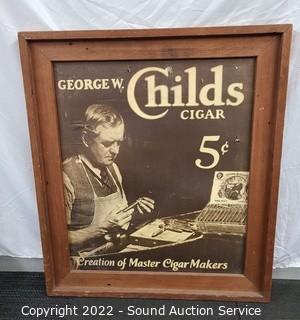 GEORGE W. Childs
CIGAR
5¢
Creation of Master Cigar Makers
Copyright 2022 - Sound Auction Service